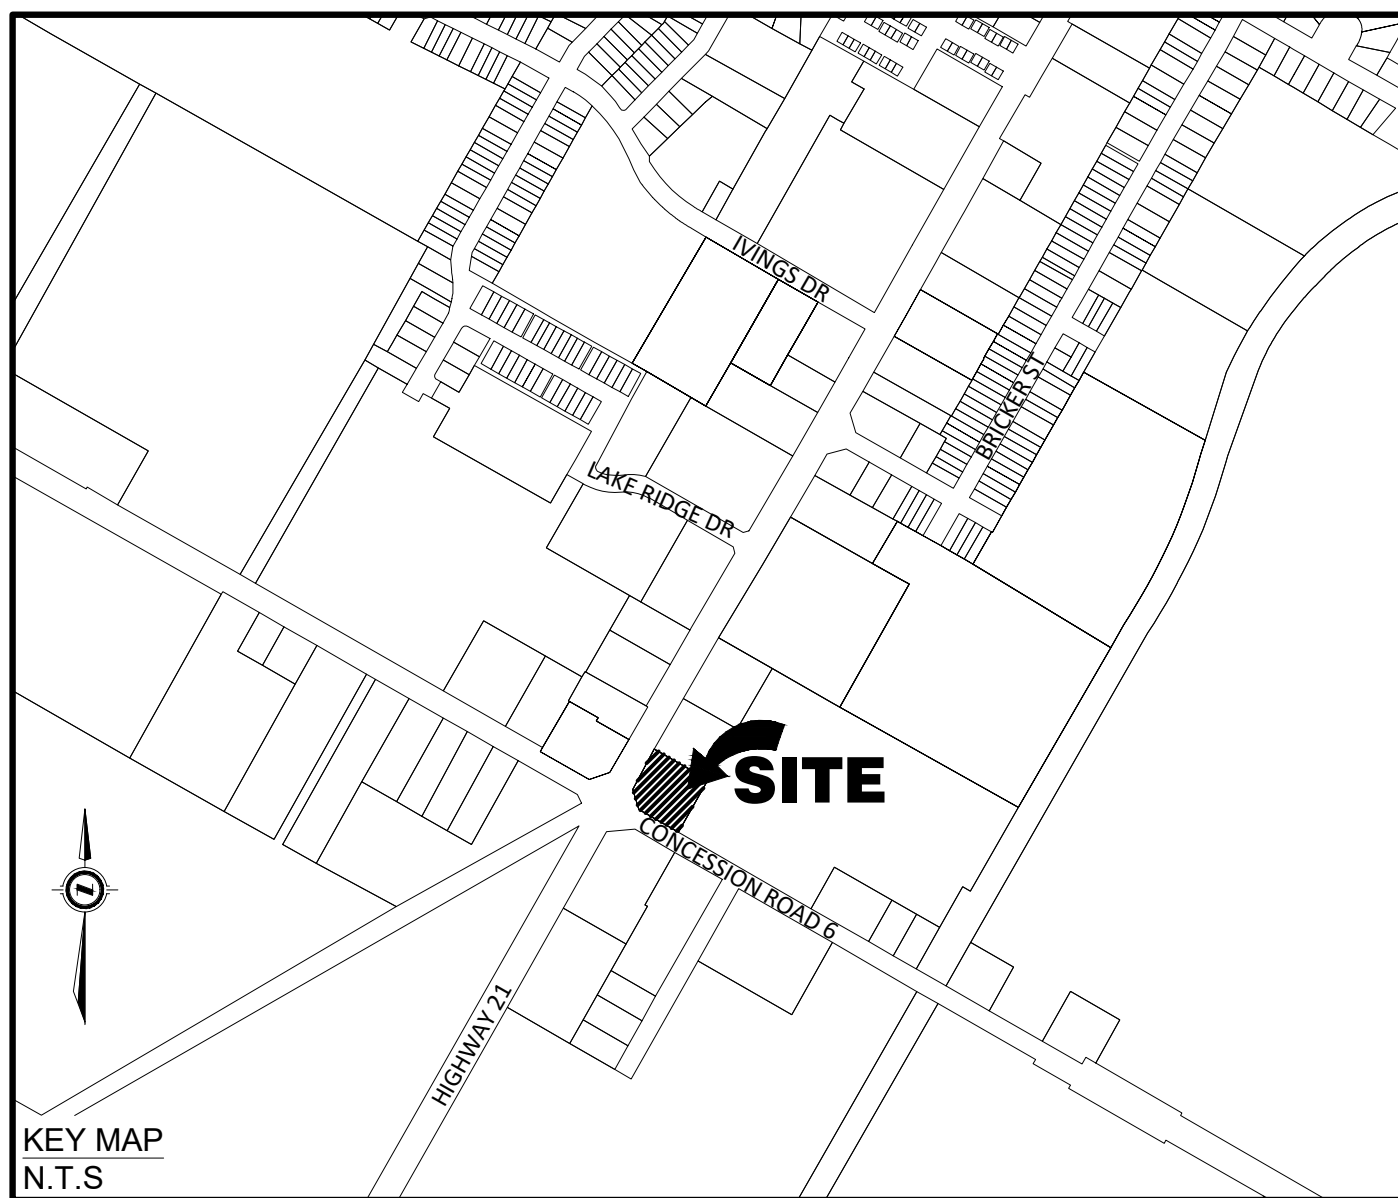 IVINGS DR
BRICKER ST
LAKE RIDGE DR
SITE
CONCESSION ROAD 6
HIGHWAY 21
Z
KEY MAP
N.T.S